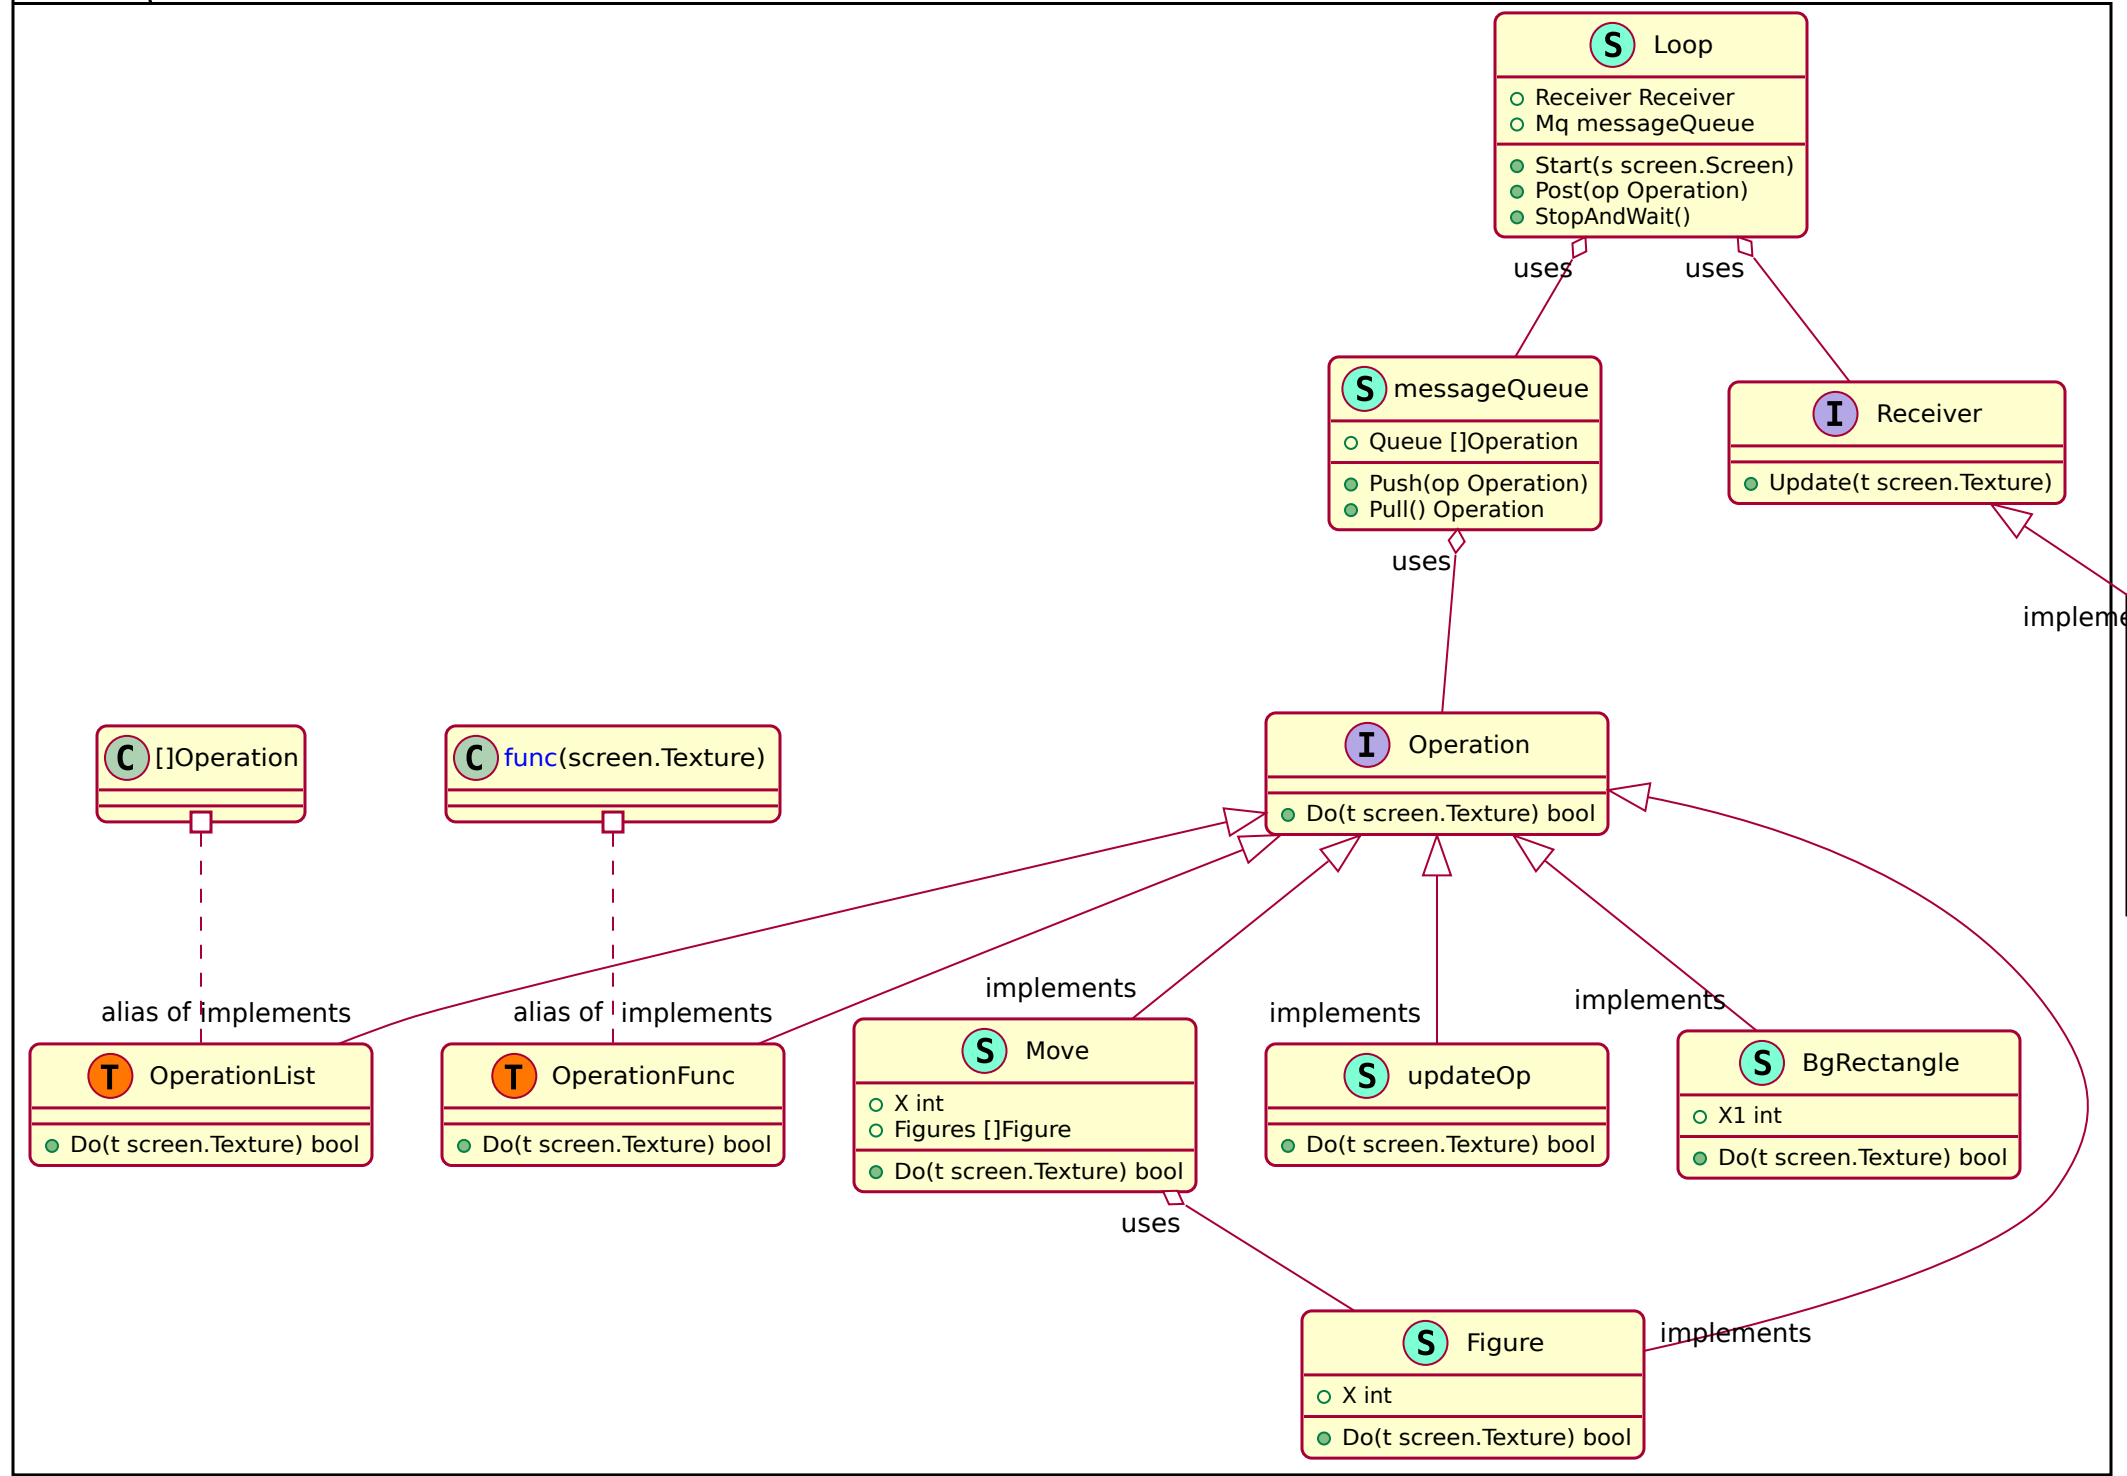 S Loop
Receiver Receiver
Mq messageQueue
Start(s screen.Screen)
Post(op Operation)
StopAndWait()
uses
uses
S messageQueue
Queue []Operation
Push(op Operation)
Pull() Operation
I Receiver
Update(t screen.Texture)
uses
C []Operation
C func(screen.Texture)
I Operation
Do(t screen.Texture) bool
alias of
implements
alias of
implements
implements
implements
implements
T OperationList
Do(t screen.Texture) bool
T OperationFunc
Do(t screen.Texture) bool
S Move
X int
Figures []Figure
Do(t screen.Texture) bool
S updateOp
Do(t screen.Texture) bool
S BgRectangle
X1 int
Do(t screen.Texture) bool
uses
implements
S Figure
X int
Do(t screen.Texture) bool